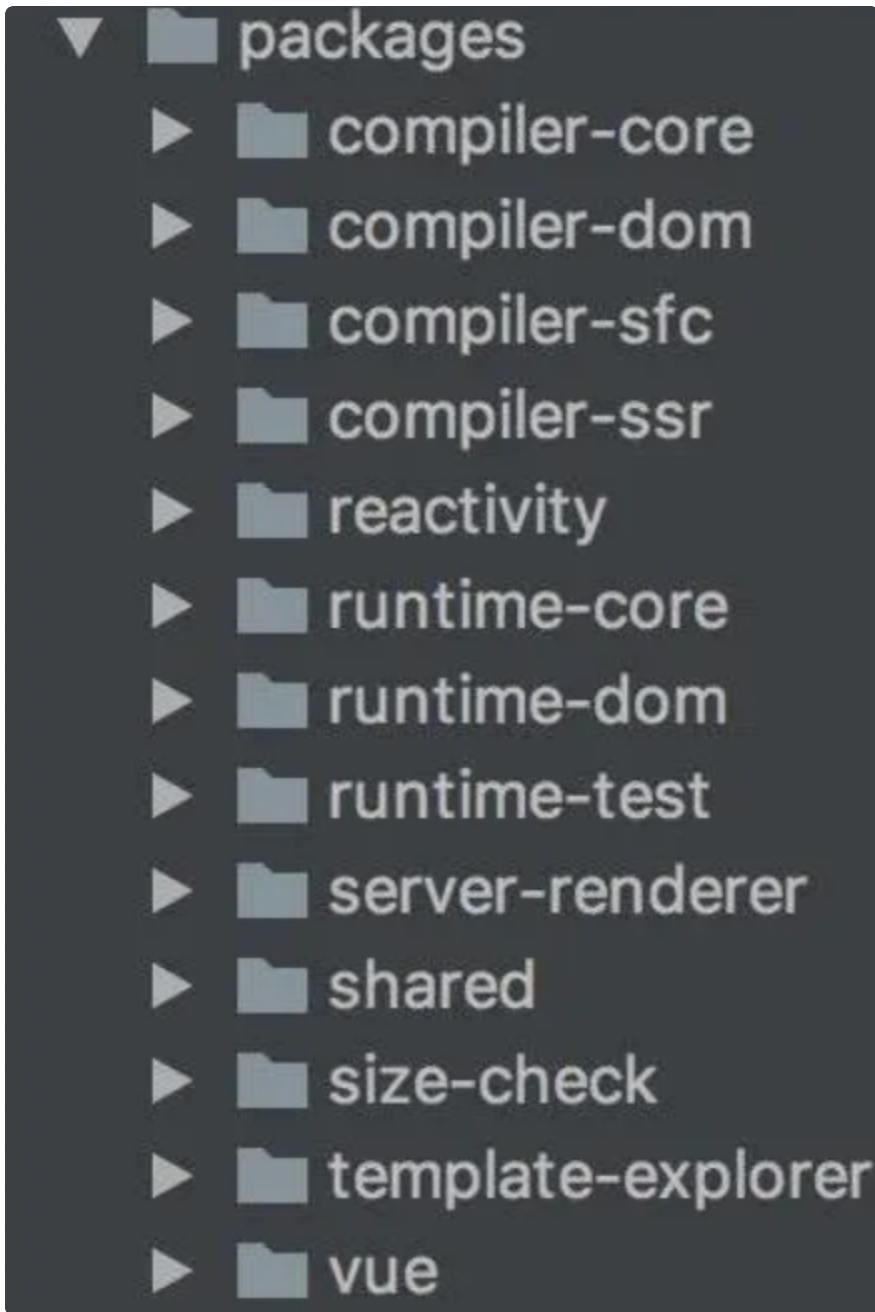 packages
compiler-core
compiler-dom
compiler-sfc
compiler-ssr
reactivity
runtime-core
runtime-dom
runtime-test
server-renderer
shared
size-check
template-explorer
vue